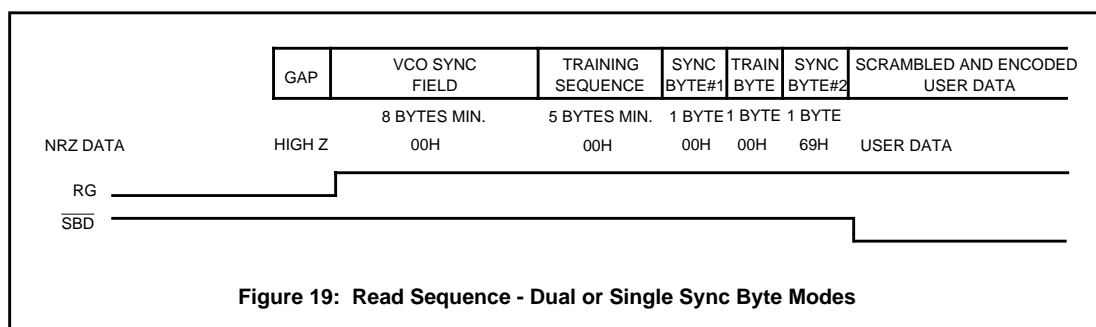 GAP
VCO SYNC
FIELD
TRAINING
SEQUENCE
SYNC
BYTE#1
TRAIN
BYTE
SYNC
BYTE#2
SCRAMBLED AND ENCODED
USER DATA
8 BYTES MIN. 5 BYTES MIN. 1 BYTE 1 BYTE 1 BYTE
NRZ DATA HIGH Z 00H 00H 00H 00H 69H USER DATA
RG
SBD
Figure 19: Read Sequence - Dual or Single Sync Byte Modes